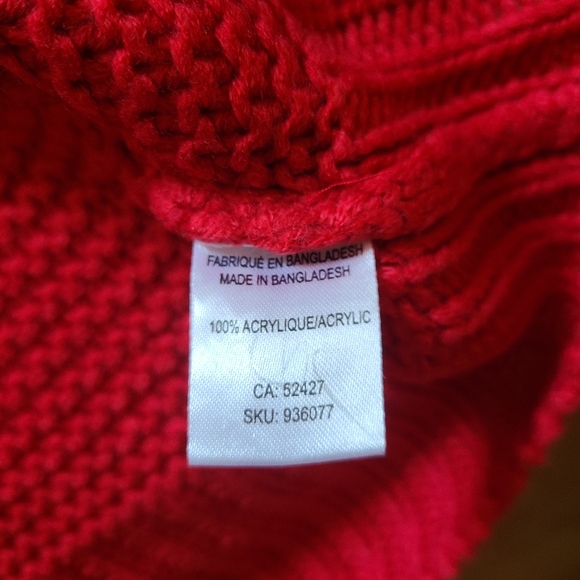 FABRIQUÉ EN BANGLADESH
MADE IN BANGLADESH
100% ACRYLIQUE/ACRYLIC
CA: 52427
SKU: 936077